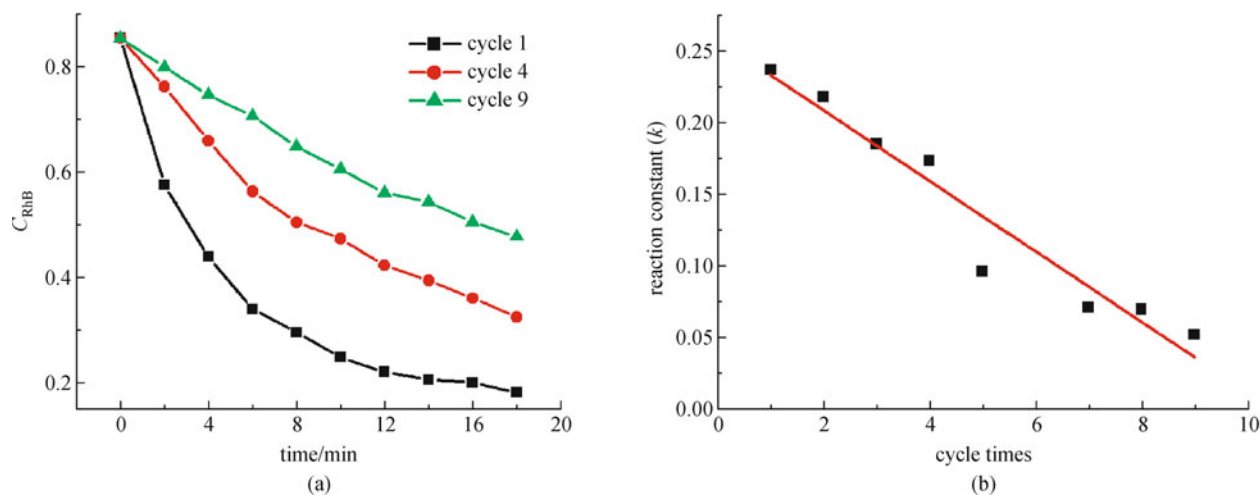 cycle 1
cycle 4
cycle 9
0.8
0.6
0.4
0.2
C_RhB
0 4 8 12 16 20
time/min
(a)
0.25
0.20
0.15
0.10
0.05
0.00
reaction constant (k)
0 2 4 6 8 10
cycle times
(b)